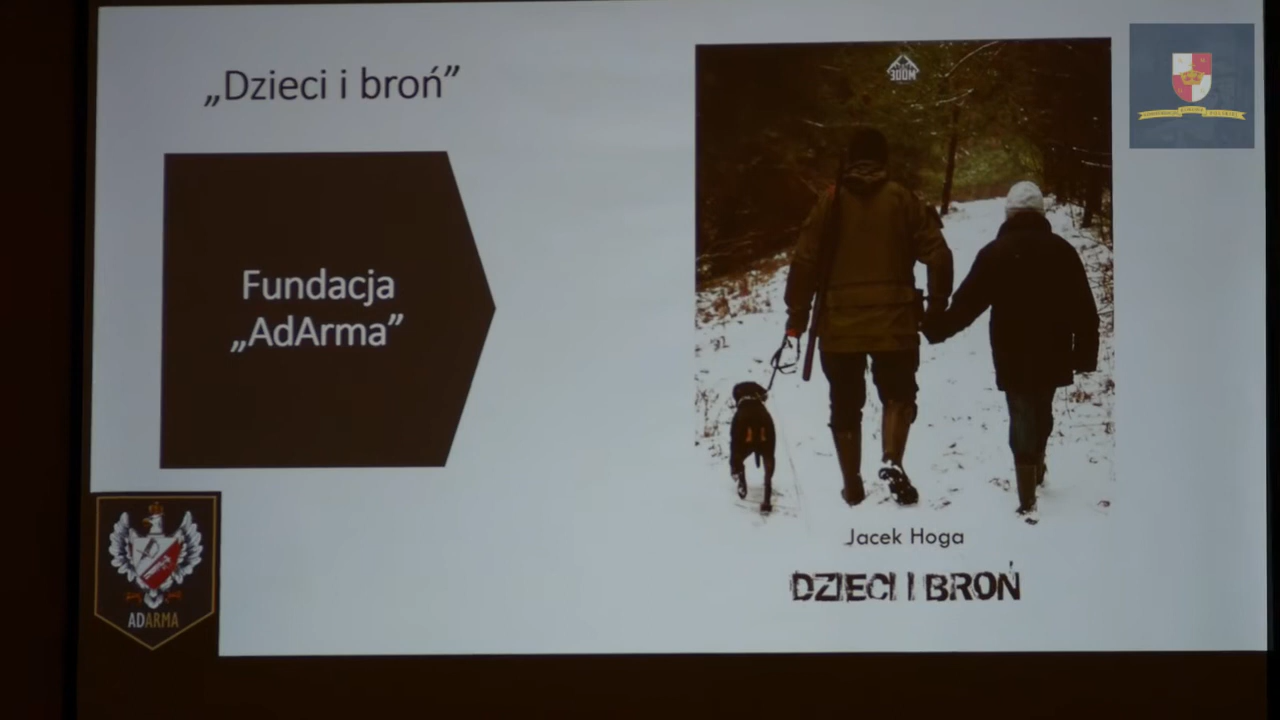 „Dzieci i broń”
Fundacja
„AdArma”
Jacek Hoga
DZIECI I BROŃ
ADARMA